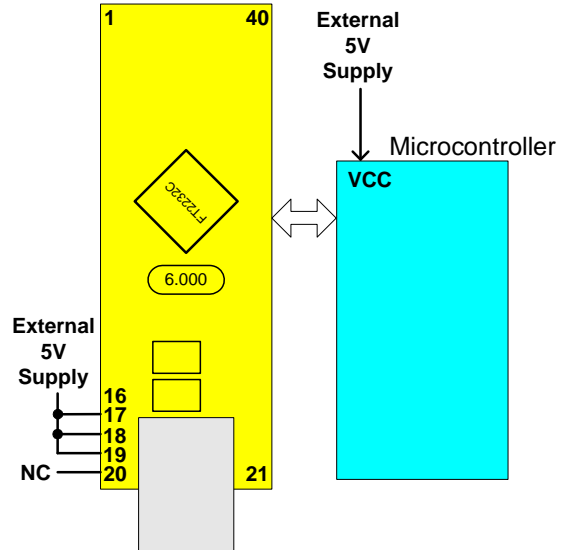 1
40
External
5V
Supply
Microcontroller
VCC
FT2232C
6.000
External
5V
Supply
16
17
18
19
NC
20
21